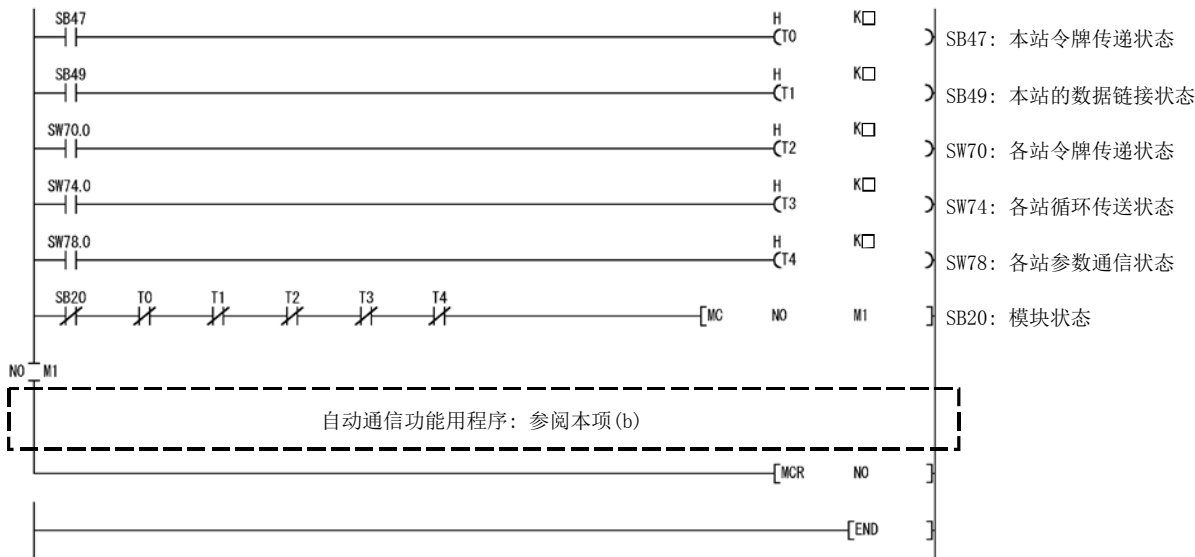 SB47 H K□
(T0 ) SB47: 本站令牌传递状态
SB49 H K□
(T1 ) SB49: 本站的数据链接状态
SW70.0 H K□
(T2 ) SW70: 各站令牌传递状态
SW74.0 H K□
(T3 ) SW74: 各站循环传送状态
SW78.0 H K□
(T4 ) SW78: 各站参数通信状态
SB20 T0 T1 T2 T3 T4
[MC N0 M1 ] SB20: 模块状态
N0 M1
自动通信功能用程序: 参阅本项(b)
[MCR N0 ]
[END ]